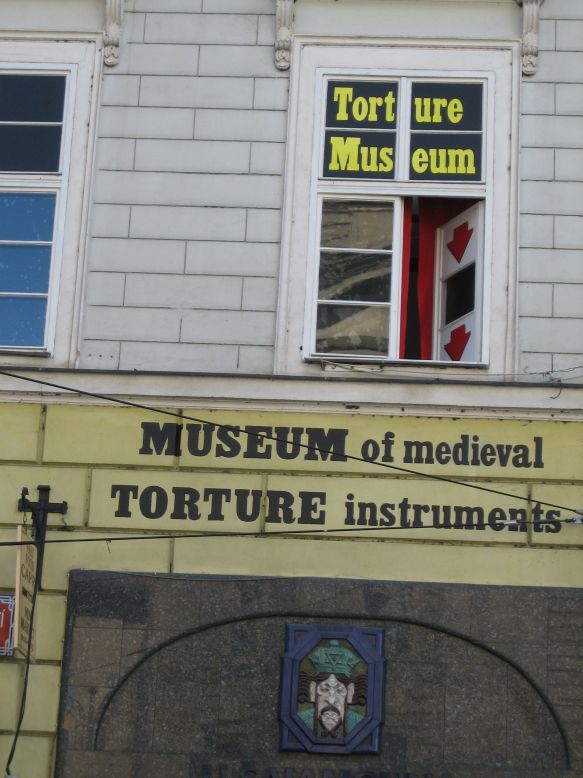 Torture
Museum
MUSEUM of medieval
TORTURE instruments